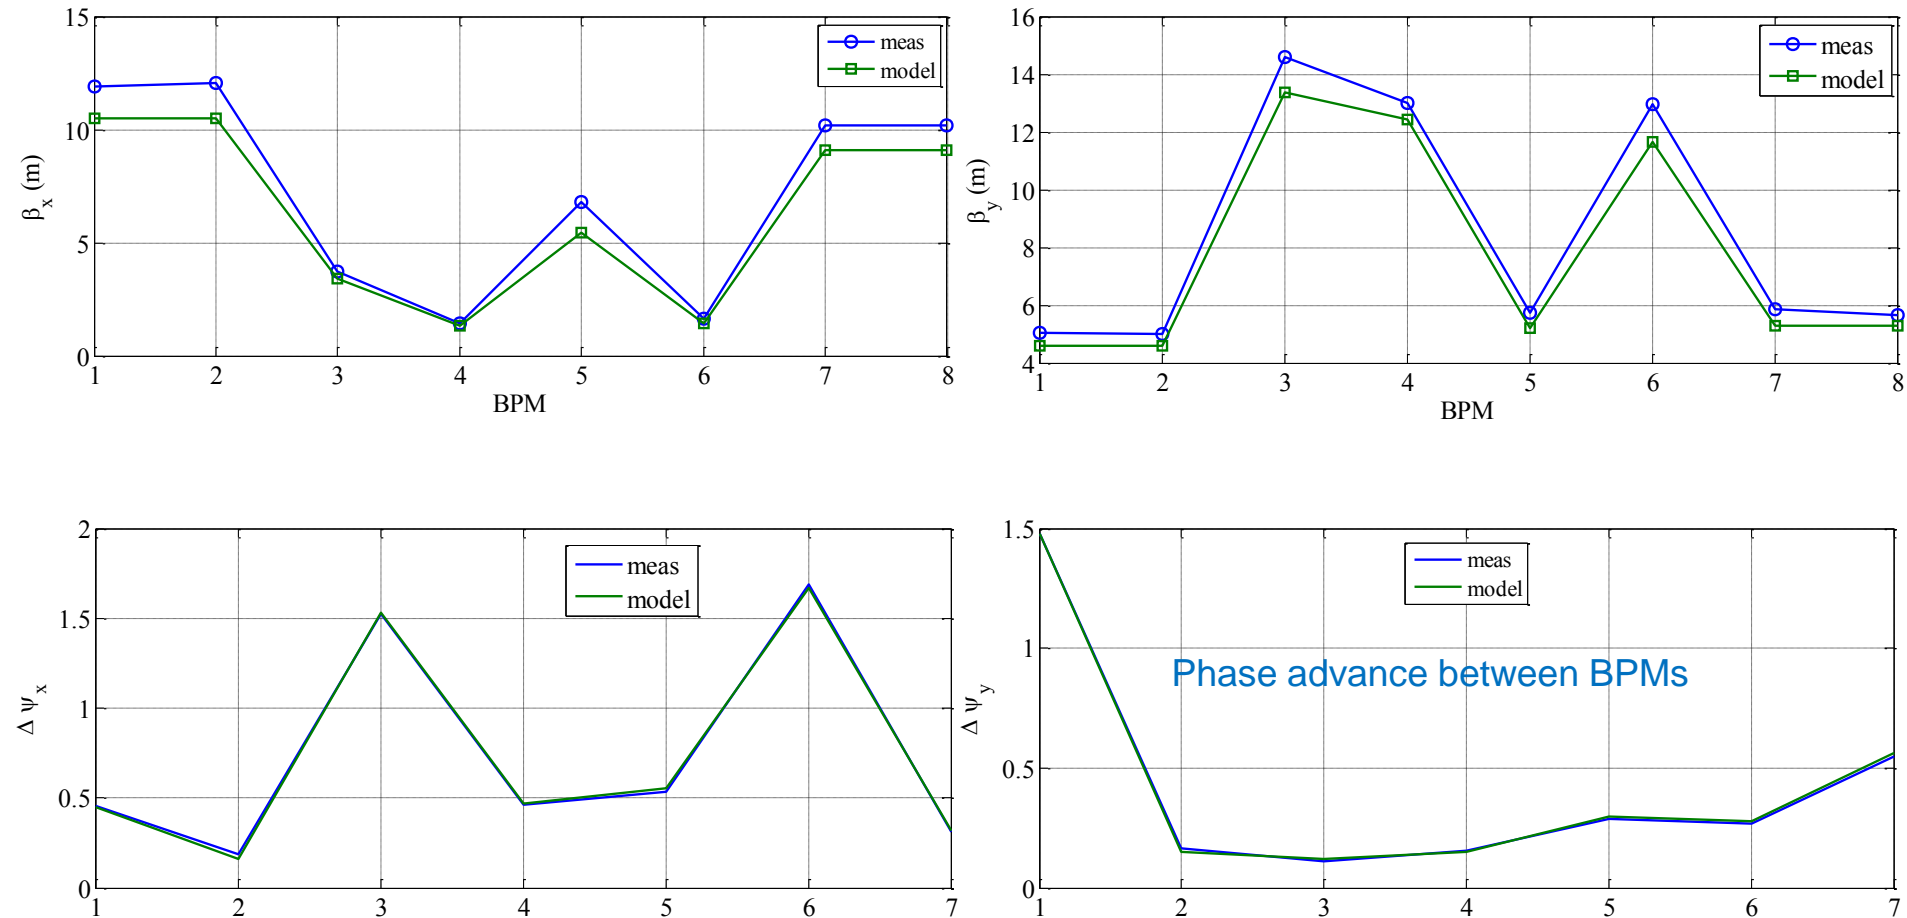 15
10
5
0
β_x (m)
meas
model
1 2 3 4 5 6 7 8
BPM
16
14
12
10
8
6
4
β_y (m)
meas
model
1 2 3 4 5 6 7 8
BPM
2
1.5
1
0.5
0
Δ ψ_x
meas
model
1 2 3 4 5 6 7
1.5
1
0.5
0
Δ ψ_y
meas
model
Phase advance between BPMs
1 2 3 4 5 6 7